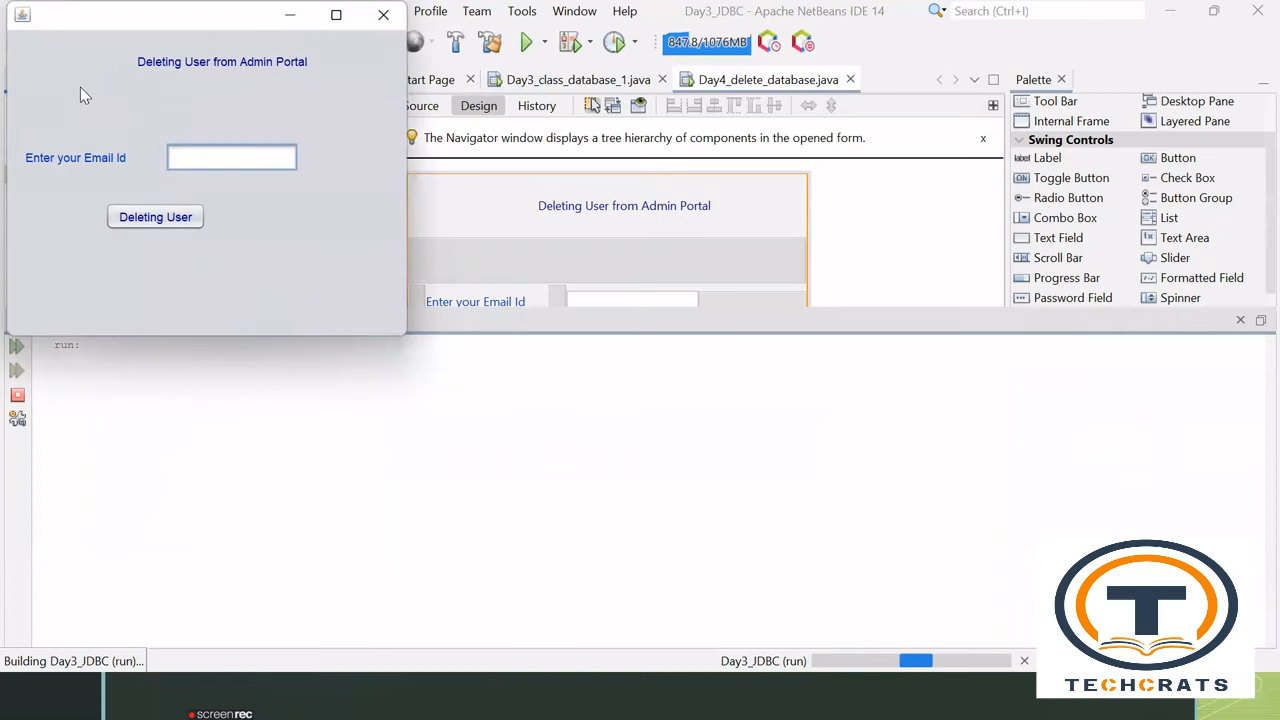 Profile Team Tools Window Help Day3_JDBC - Apache NetBeans IDE 14 Search (Ctrl+I)
Deleting User from Admin Portal
847.8/1076MB
Start Page Day3_class_database_1.java Day4_delete_database.java Palette
Source Design History
Tool Bar Desktop Pane
Internal Frame Layered Pane
The Navigator window displays a tree hierarchy of components in the opened form. x
Swing Controls
Label Button
Toggle Button Check Box
Radio Button Button Group
Combo Box List
Text Field Text Area
Scroll Bar Slider
Progress Bar Formatted Field
Password Field Spinner
Enter your Email Id
Deleting User
Deleting User from Admin Portal
Enter your Email Id
run:
Building Day3_JDBC (run)... Day3_JDBC (run)
T
TECHCRATS
screenrec